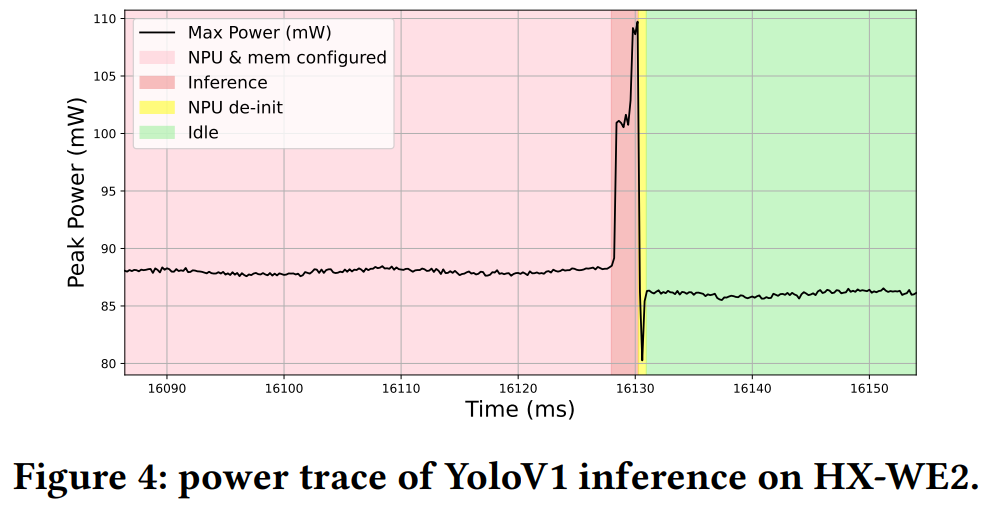 110
105
100
95
90
85
80
Peak Power (mW)
Max Power (mW)
NPU & mem configured
Inference
NPU de-init
Idle
16090 16100 16110 16120 16130 16140 16150
Time (ms)
Figure 4: power trace of YoloV1 inference on HX-WE2.